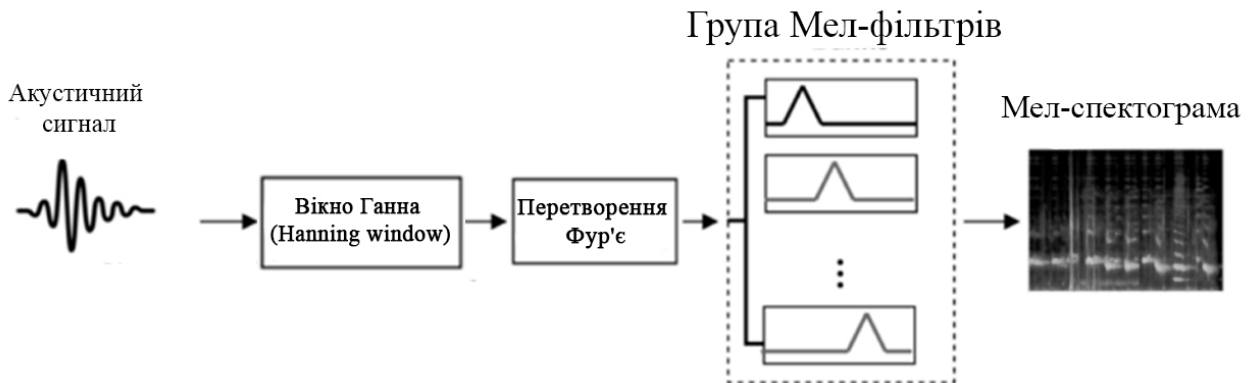 Група Мел-фільтрів
Акустичний
сигнал
Мел-спектограма
Вікно Ганна
(Hanning window)
Перетворення
Фур'є